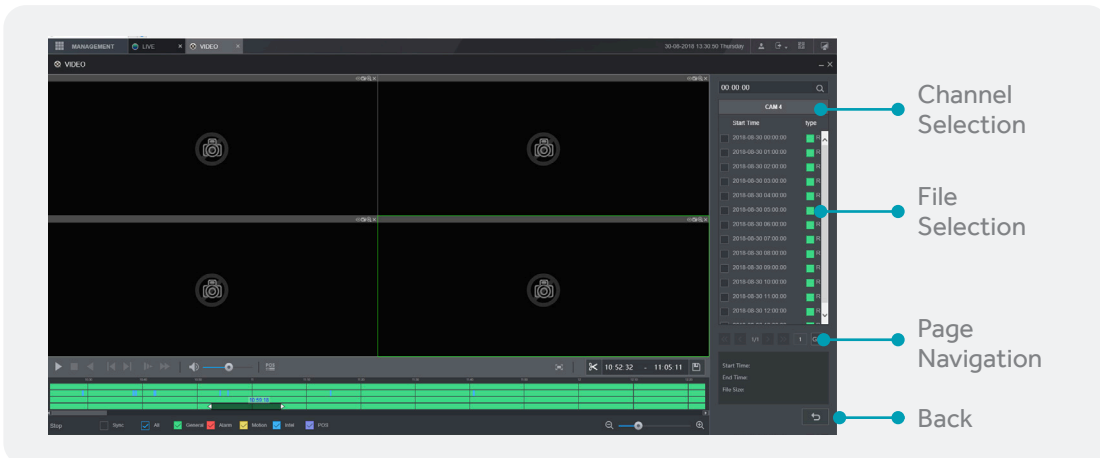 MANAGEMENT LIVE × VIDEO × 30-08-2018 13:30:50 Thursday
VIDEO
00 00 00
CAM 4
Start Time type
2018-08-30 00:00:00 R
2018-08-30 01:00:00 R
2018-08-30 02:00:00 R
2018-08-30 03:00:00 R
2018-08-30 04:00:00 R
2018-08-30 05:00:00 R
2018-08-30 06:00:00 R
2018-08-30 07:00:00 R
2018-08-30 08:00:00 R
2018-08-30 09:00:00 R
2018-08-30 10:00:00 R
2018-08-30 11:00:00 R
2018-08-30 12:00:00 R
1/1 1
Start Time:
End Time:
File Size:
10 52 32 - 11 05 11
10:59:18
Stop Sync All General Alarm Motion Intel POS
Channel
Selection
File
Selection
Page
Navigation
Back